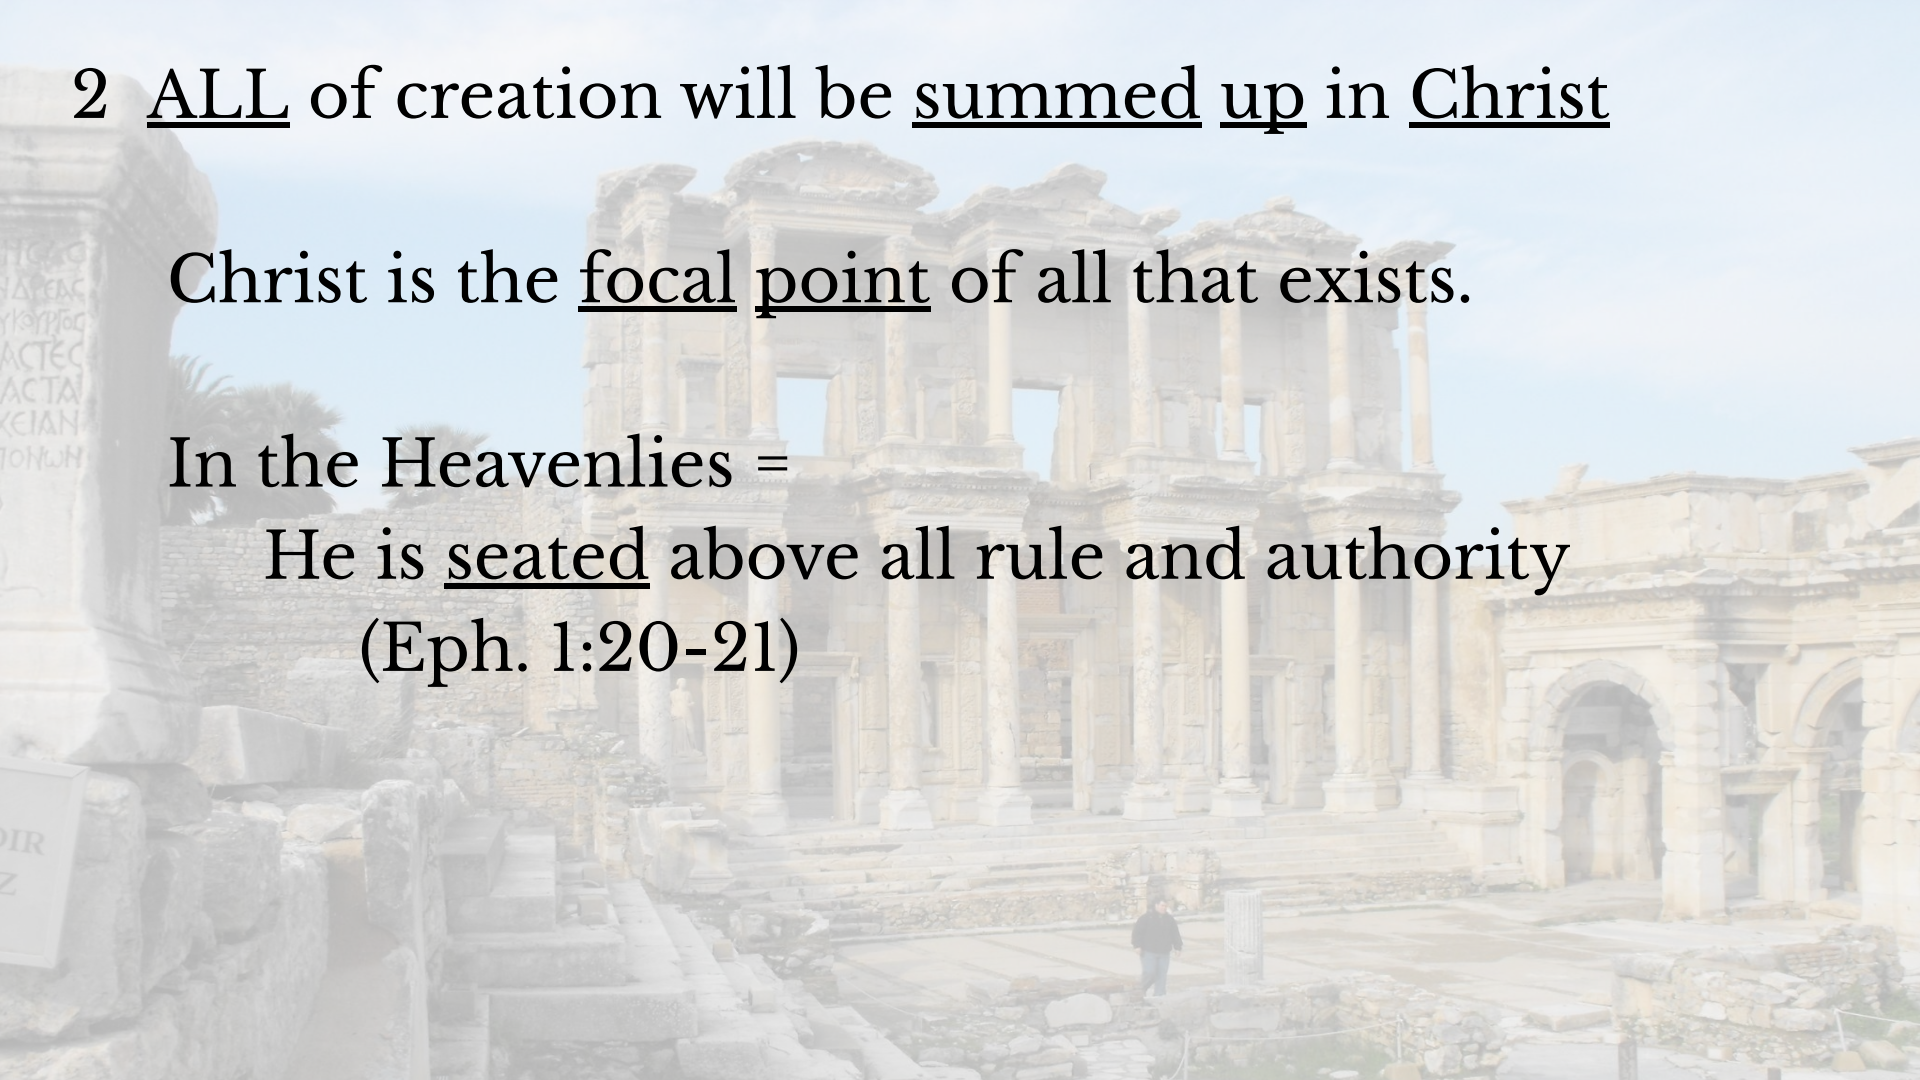 2 ALL of creation will be summed up in Christ
Christ is the focal point of all that exists.
In the Heavenlies =
He is seated above all rule and authority
(Eph. 1:20-21)